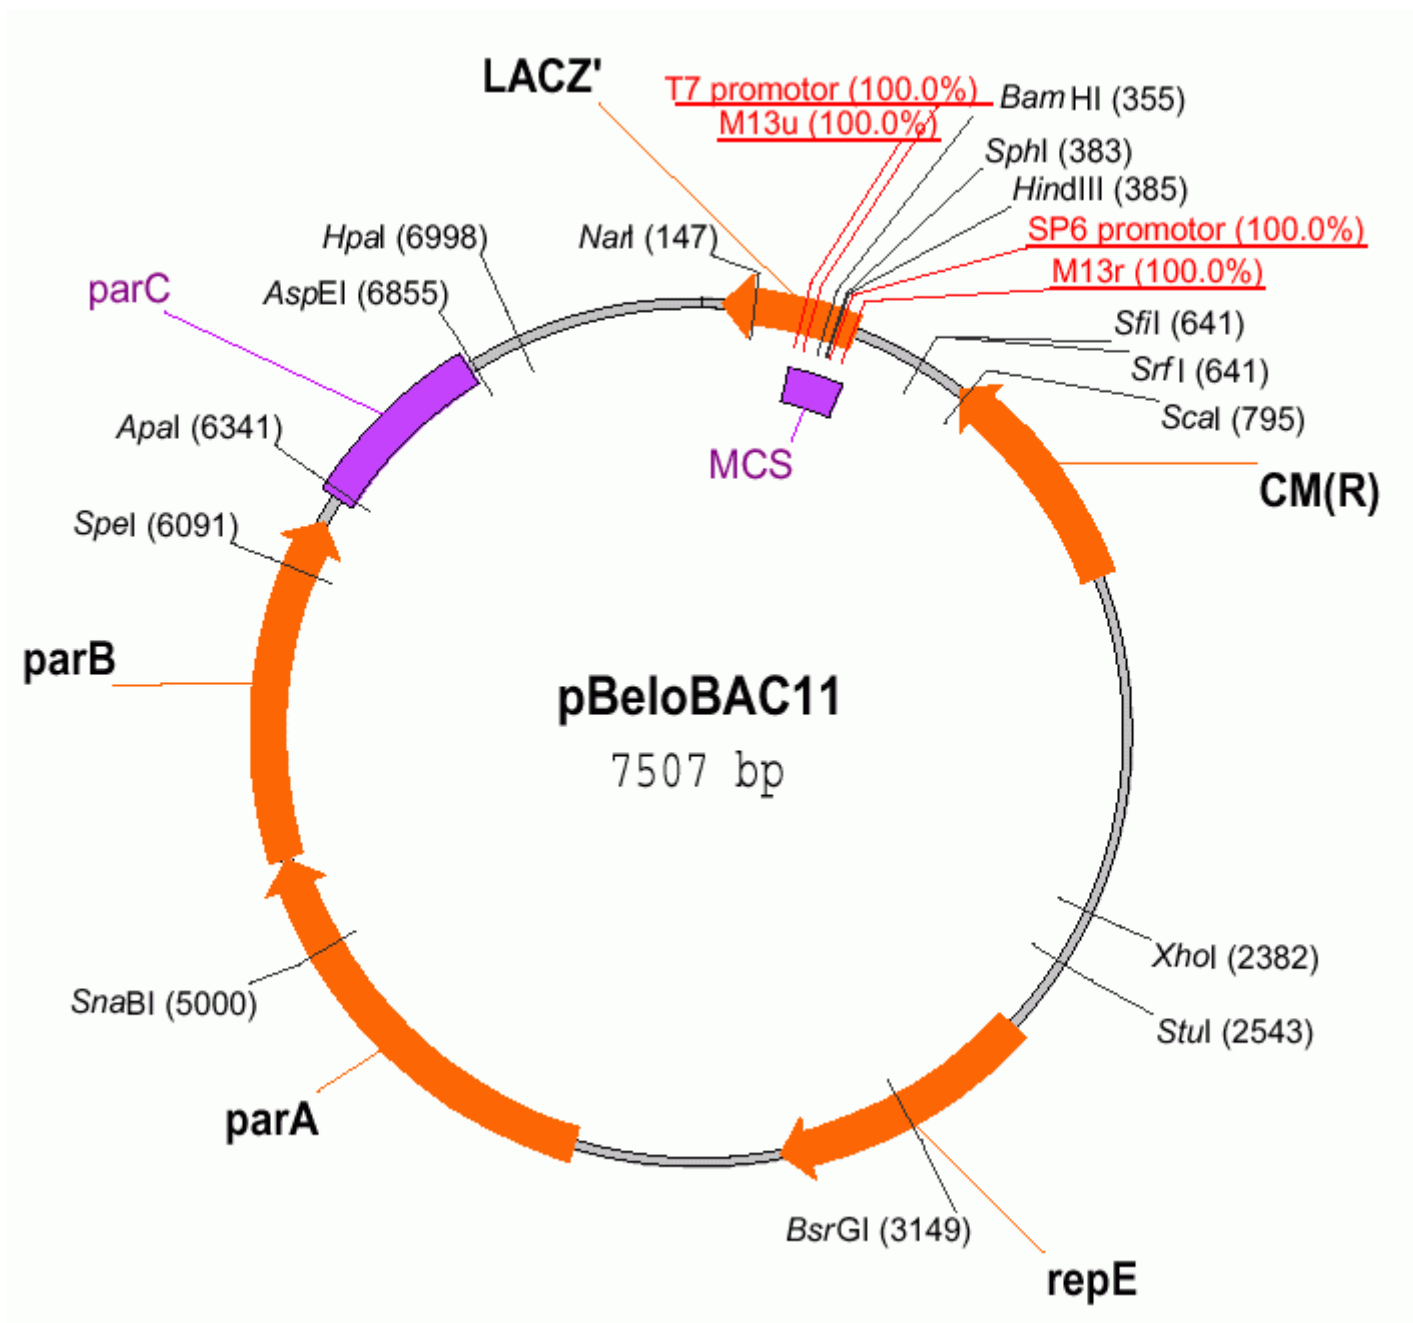 LACZ'
T7 promotor (100.0%)
BamHI (355)
M13u (100.0%)
SphI (383)
HindIII (385)
HpaI (6998)
NarI (147)
SP6 promotor (100.0%)
M13r (100.0%)
parC
AspEI (6855)
SfiI (641)
SrfI (641)
ScaI (795)
ApaI (6341)
MCS
CM(R)
SpeI (6091)
parB
pBeloBAC11
7507 bp
XhoI (2382)
SnaBI (5000)
StuI (2543)
parA
BsrGI (3149)
repE